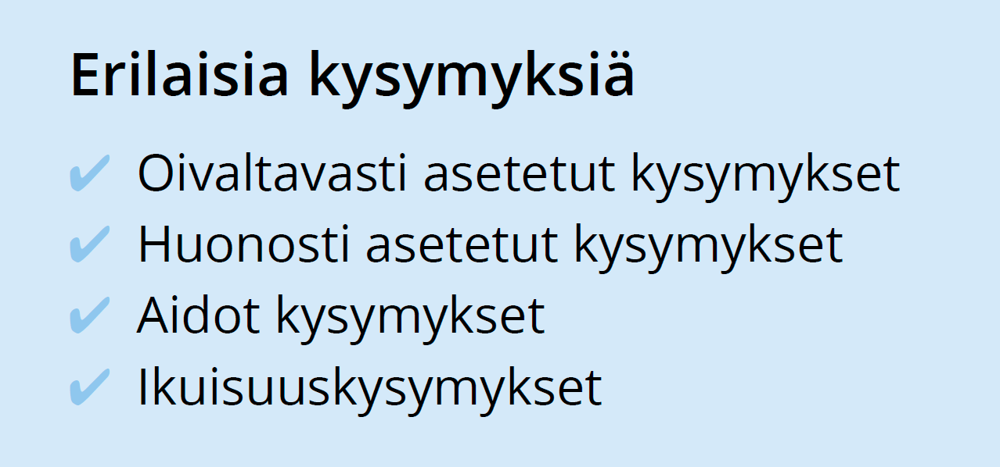 Erilaisia kysymyksiä
✔ Oivaltavasti asetetut kysymykset
✔ Huonosti asetetut kysymykset
✔ Aidot kysymykset
✔ Ikuisuuskysymykset